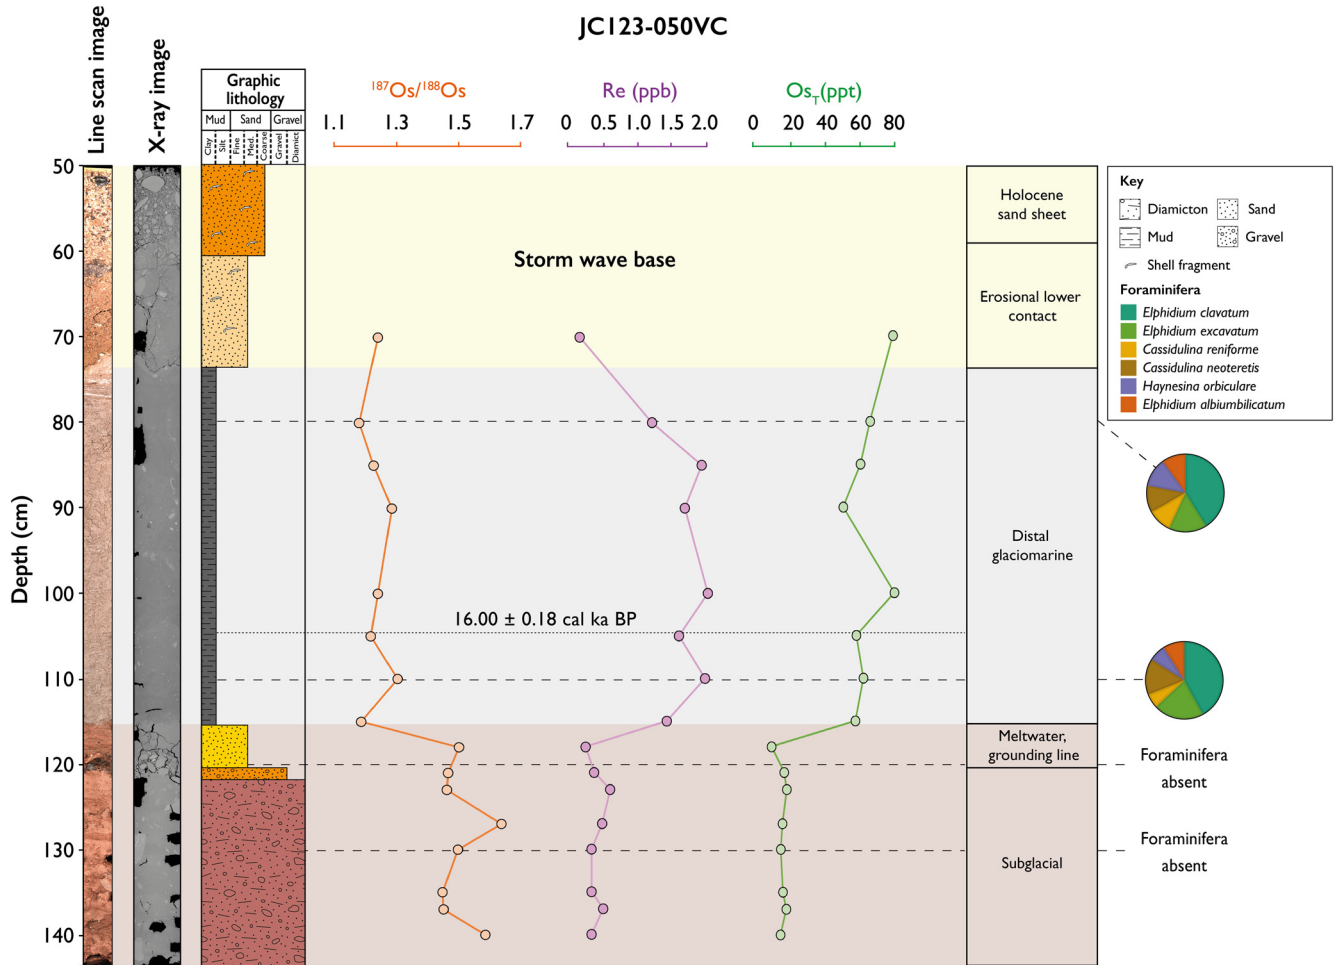 JC123-050VC
Line scan image
X-ray image
Graphic
lithology
Mud Sand Gravel
Clay Silt Fine Med. Coarse Gravel Diamict
187Os/188Os
1.1 1.3 1.5 1.7
Re (ppb)
0 0.5 1.0 1.5 2.0
OsT(ppt)
0 20 40 60 80
Depth (cm)
50
60
70
80
90
100
110
120
130
140
Storm wave base
16.00 ± 0.18 cal ka BP
Holocene
sand sheet
Erosional lower
contact
Distal
glaciomarine
Meltwater,
grounding line
Subglacial
Key
Diamicton Sand
Mud Gravel
Shell fragment
Foraminifera
Elphidium clavatum
Elphidium excavatum
Cassidulina reniforme
Cassidulina neoteretis
Haynesina orbiculare
Elphidium albiumbilicatum
Foraminifera
absent
Foraminifera
absent